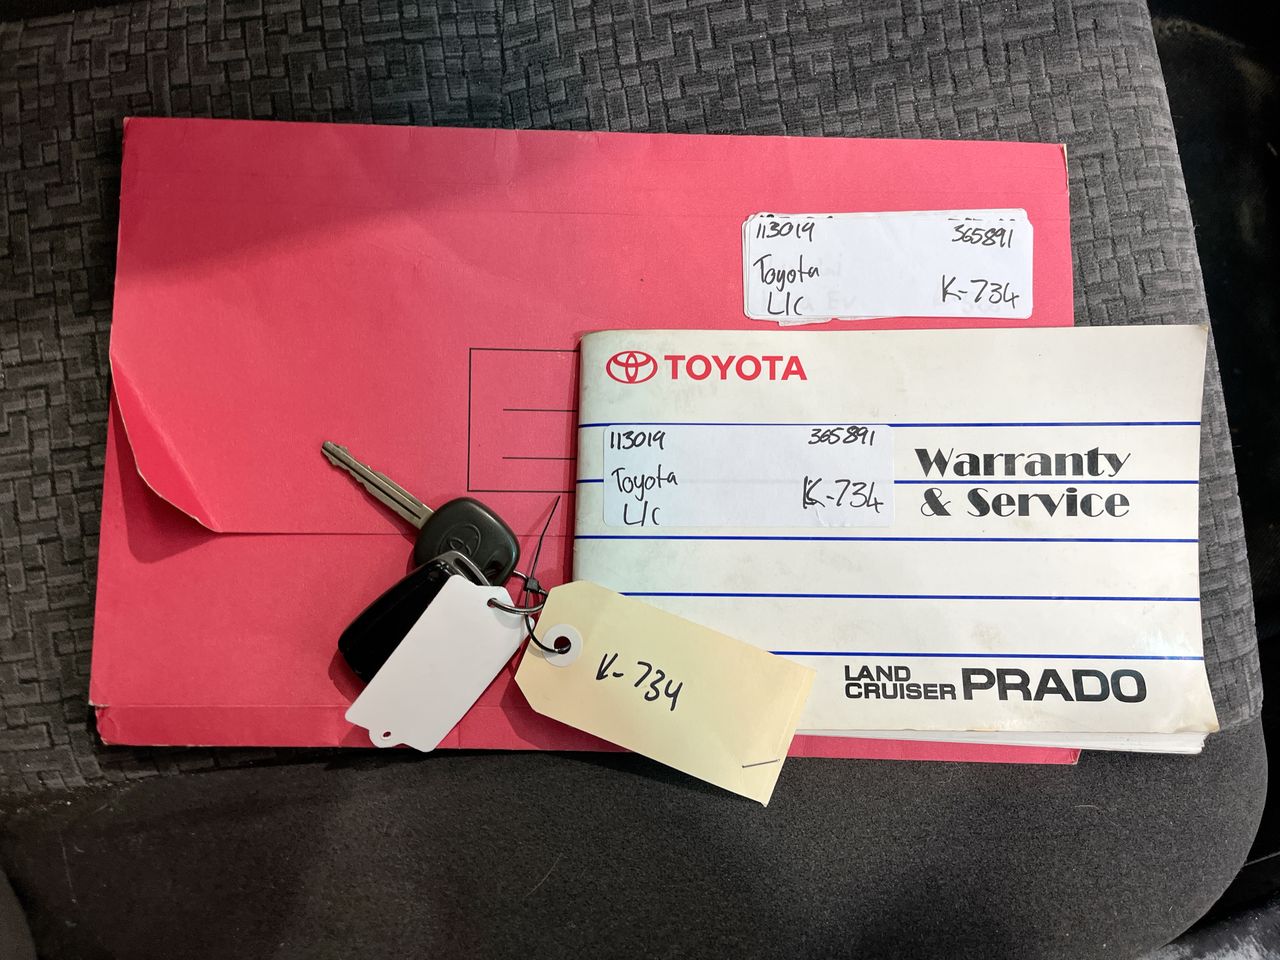 113019 365891
Toyota
L/C K-734
TOYOTA
113019 365891
Toyota
L/C K-734
Warranty
& Service
K-734
LAND
CRUISER PRADO